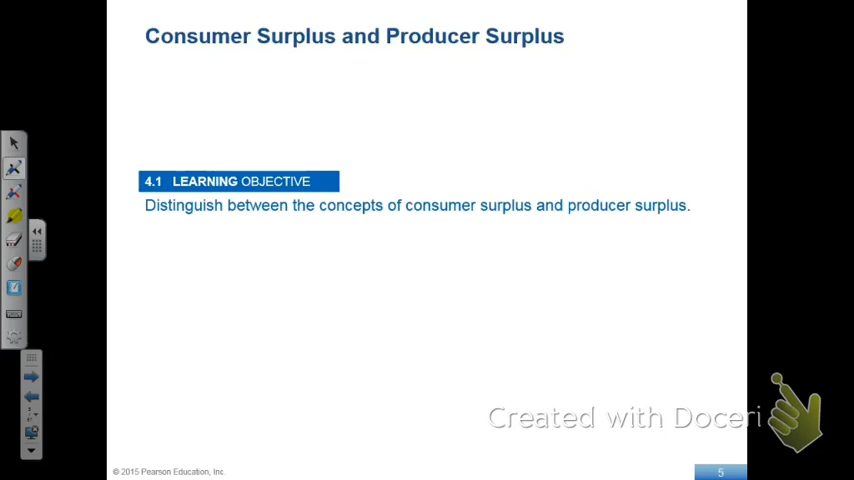 Consumer Surplus and Producer Surplus
4.1 LEARNING OBJECTIVE
Distinguish between the concepts of consumer surplus and producer surplus.
Created with Doceri
© 2015 Pearson Education, Inc.
5